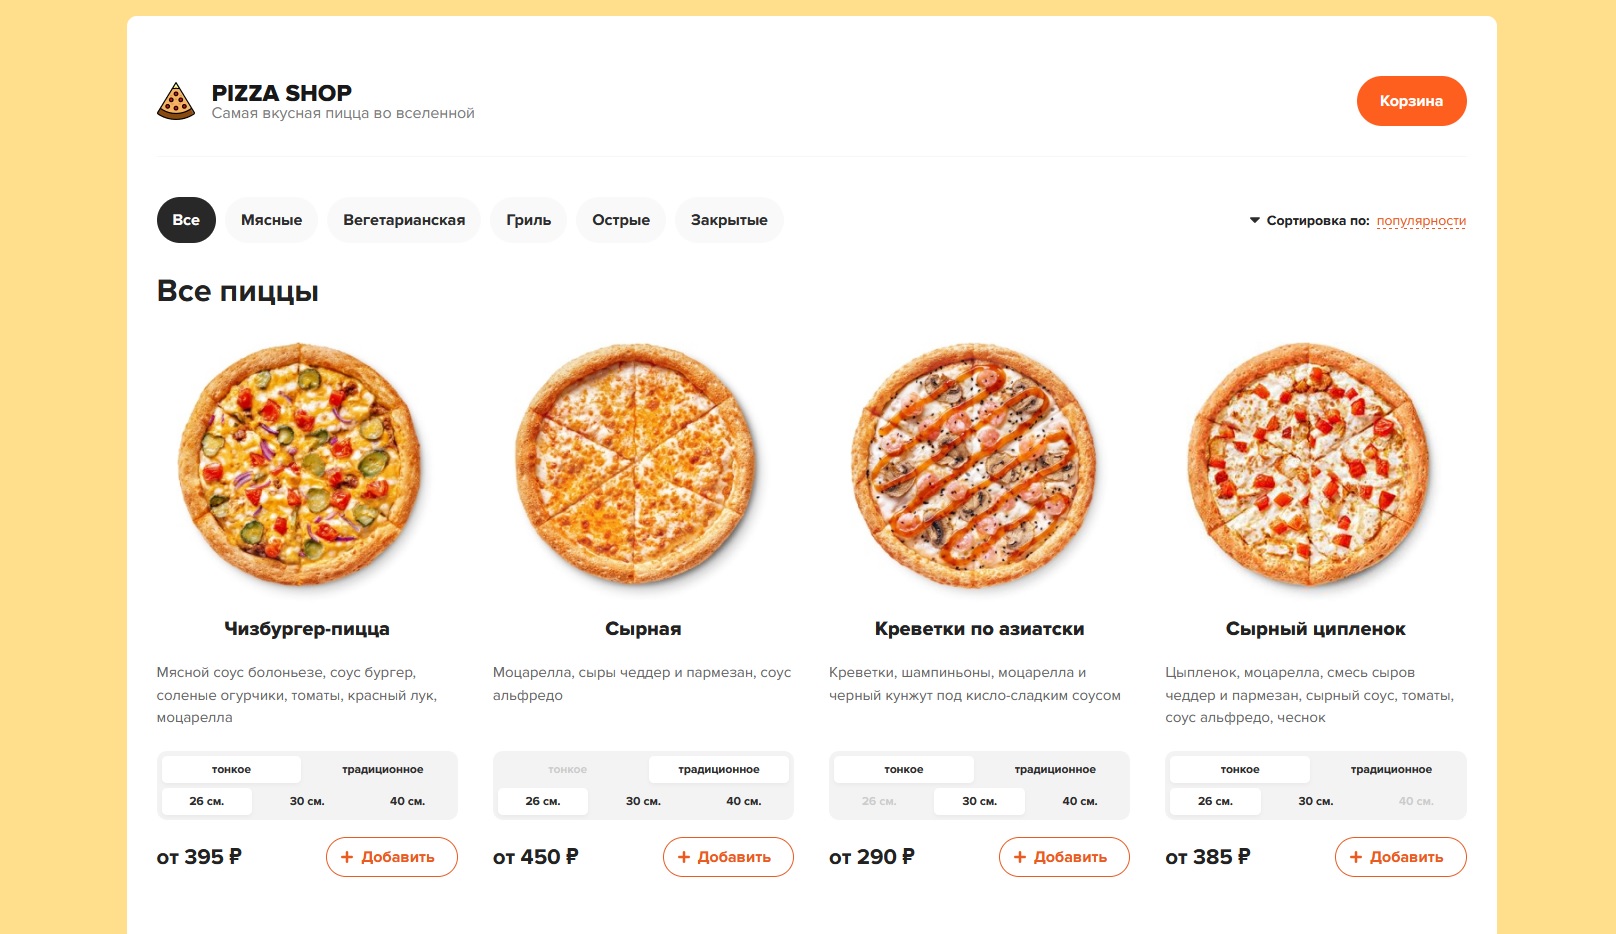 PIZZA SHOP
Самая вкусная пицца во вселенной
Корзина
Все
Мясные
Вегетарианская
Гриль
Острые
Закрытые
Сортировка по: популярности
Все пиццы
Чизбургер-пицца
Мясной соус болоньезе, соус бургер,
соленые огурчики, томаты, красный лук,
моцарелла
тонкое традиционное
26 см. 30 см. 40 см.
от 395 ₽
+ Добавить
Сырная
Моцарелла, сыры чеддер и пармезан, соус
альфредо
тонкое традиционное
26 см. 30 см. 40 см.
от 450 ₽
+ Добавить
Креветки по азиатски
Креветки, шампиньоны, моцарелла и
черный кунжут под кисло-сладким соусом
тонкое традиционное
26 см. 30 см. 40 см.
от 290 ₽
+ Добавить
Сырный ципленок
Цыпленок, моцарелла, смесь сыров
чеддер и пармезан, сырный соус, томаты,
соус альфредо, чеснок
тонкое традиционное
26 см. 30 см. 40 см.
от 385 ₽
+ Добавить